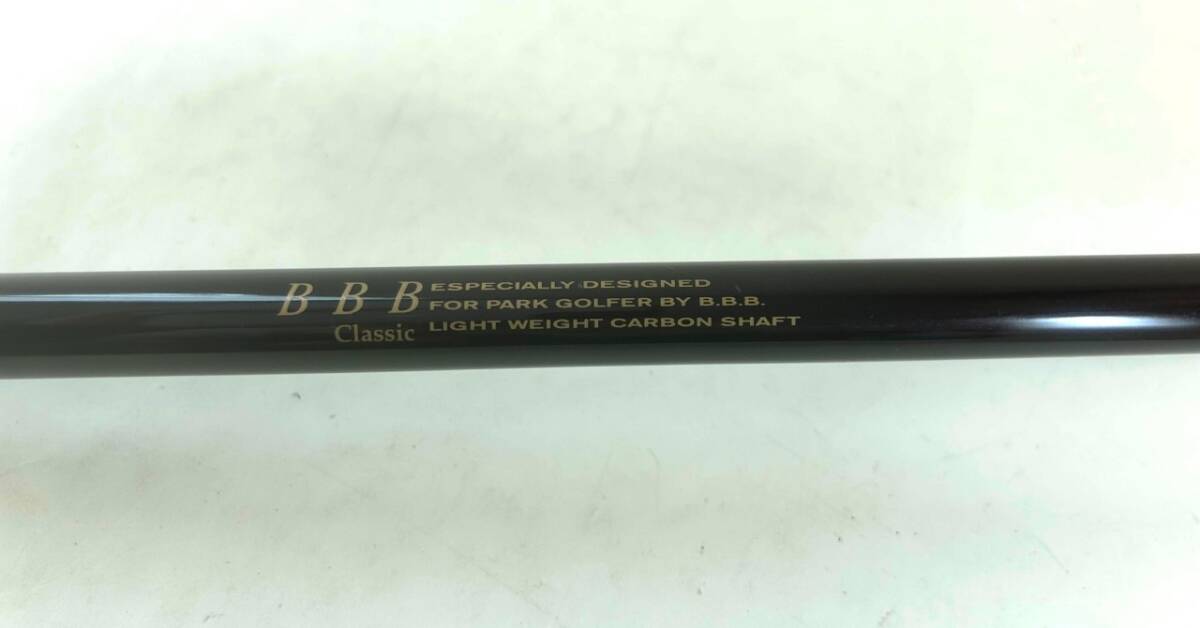 B B B
Classic
ESPECIALLY DESIGNED
FOR PARK GOLFER BY B.B.B.
LIGHT WEIGHT CARBON SHAFT